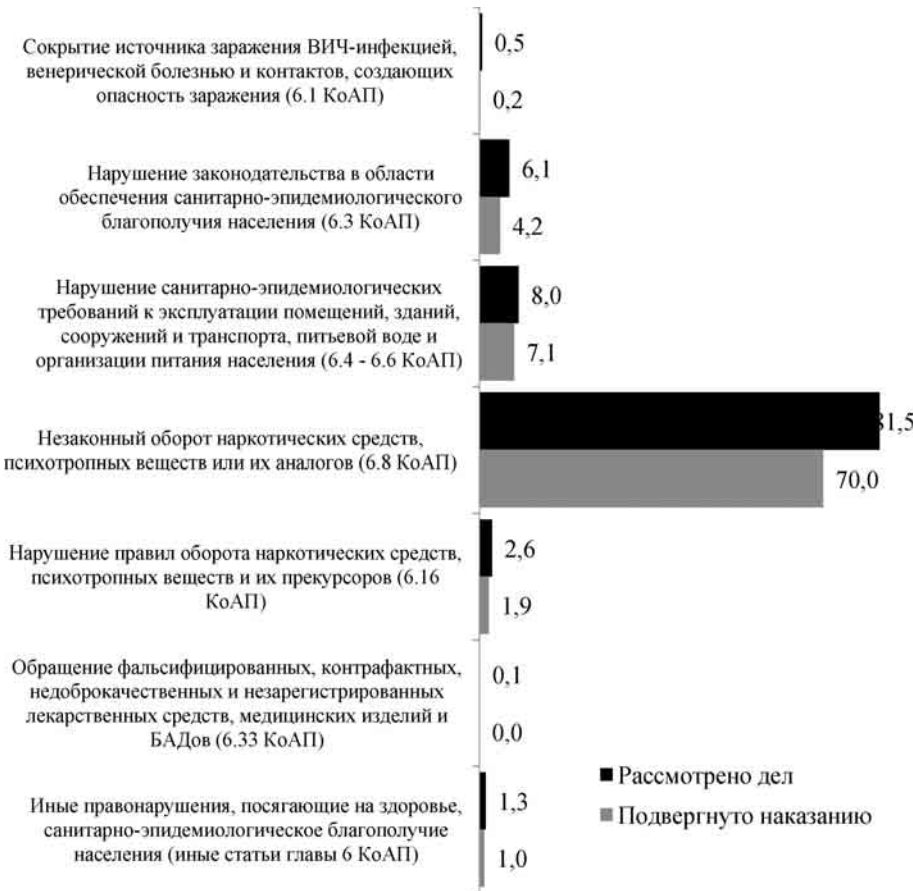 Сокрытие источника заражения ВИЧ-инфекцией,
венерической болезнью и контактов, создающих
опасность заражения (6.1 КоАП)
0,5
0,2
Нарушение законодательства в области
обеспечения санитарно-эпидемиологического
благополучия населения (6.3 КоАП)
6,1
4,2
Нарушение санитарно-эпидемиологических
требований к эксплуатации помещений, зданий,
сооружений и транспорта, питьевой воде и
организации питания населения (6.4 - 6.6 КоАП)
8,0
7,1
Незаконный оборот наркотических средств,
психотропных веществ или их аналогов (6.8 КоАП)
81,5
70,0
Нарушение правил оборота наркотических средств,
психотропных веществ и их прекурсоров (6.16
КоАП)
2,6
1,9
Обращение фальсифицированных, контрафактных,
недоброкачественных и незарегистрированных
лекарственных средств, медицинских изделий и
БАДов (6.33 КоАП)
0,1
0,0
Иные правонарушения, посягающие на здоровье,
санитарно-эпидемиологическое благополучие
населения (иные статьи главы 6 КоАП)
1,3
1,0
Рассмотрено дел
Подвергнуто наказанию